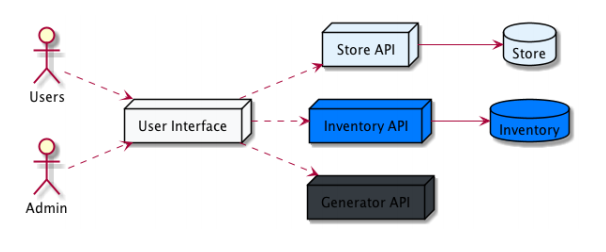 Users
Admin
User Interface
Store API
Store
Inventory API
Inventory
Generator API